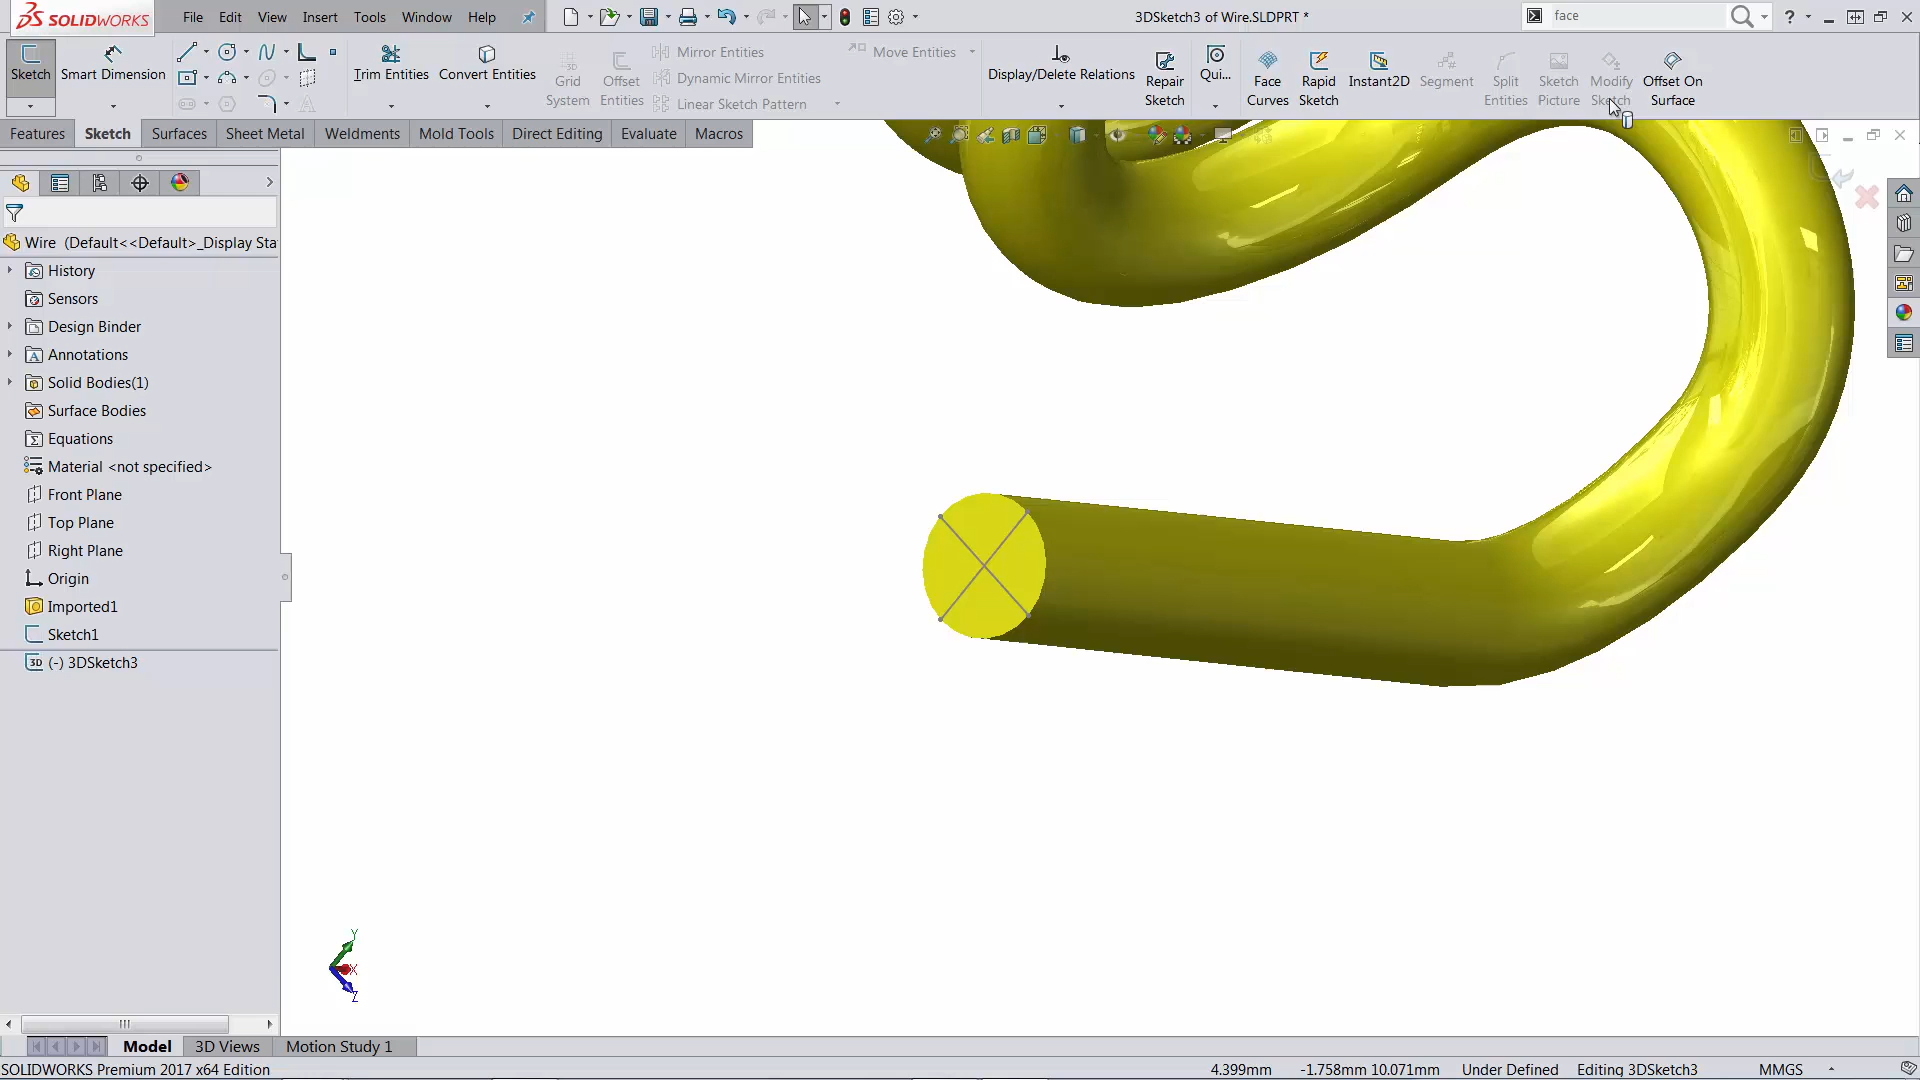 SOLIDWORKS
File Edit View Insert Tools Window Help
3DSketch3 of Wire.SLDPRT *
face
?
Sketch
Smart Dimension
Trim Entities
Convert Entities
Grid System
Offset Entities
Mirror Entities
Dynamic Mirror Entities
Linear Sketch Pattern
Move Entities
Display/Delete Relations
Repair Sketch
Qui...
Face Curves
Rapid Sketch
Instant2D
Segment
Split Entities
Sketch Picture
Modify Sketch
Offset On Surface
Features Sketch Surfaces Sheet Metal Weldments Mold Tools Direct Editing Evaluate Macros
Wire (Default<<Default>_Display Sta
History
Sensors
Design Binder
Annotations
Solid Bodies(1)
Surface Bodies
Equations
Material <not specified>
Front Plane
Top Plane
Right Plane
Origin
Imported1
Sketch1
3D (-) 3DSketch3
Y
X
Z
Model 3D Views Motion Study 1
SOLIDWORKS Premium 2017 x64 Edition 4.399mm -1.758mm 10.071mm Under Defined Editing 3DSketch3 MMGS